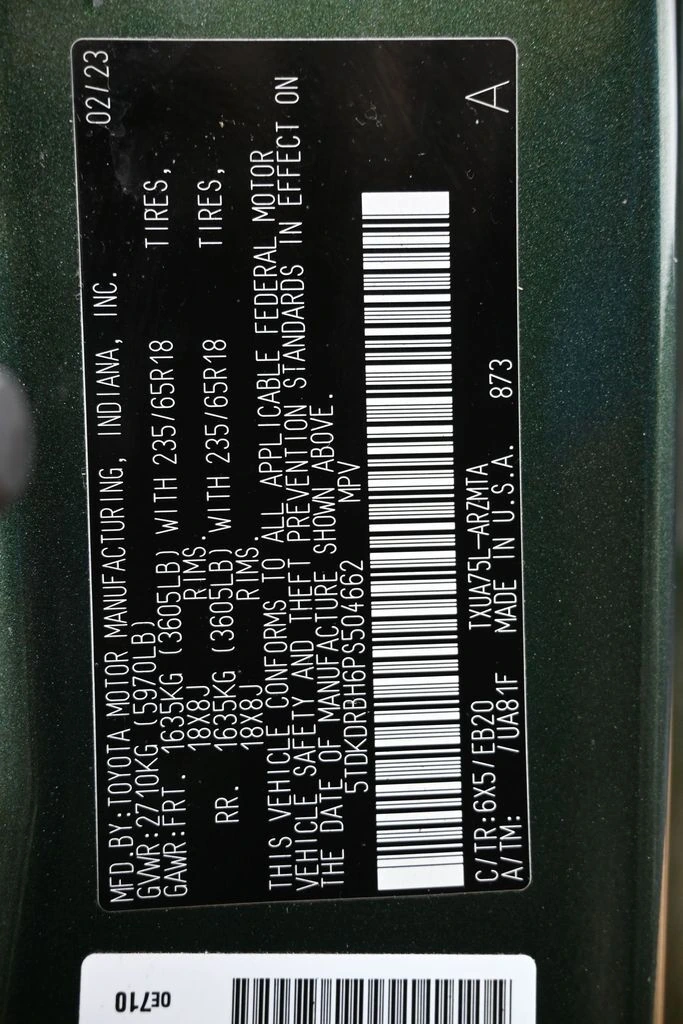 MFD.BY:TOYOTA MOTOR MANUFACTURING, INDIANA, INC. 02/23
GVWR:2710KG (5970LB)
GAWR:FRT. 1635KG (3605LB) WITH 235/65R18 TIRES,
18X8J RIMS.
RR. 1635KG (3605LB) WITH 235/65R18 TIRES,
18X8J RIMS.
THIS VEHICLE CONFORMS TO ALL APPLICABLE FEDERAL MOTOR
VEHICLE SAFETY AND THEFT PREVENTION STANDARDS IN EFFECT ON
THE DATE OF MANUFACTURE SHOWN ABOVE.
5TDKDRBH6PS504662 MPV
C/TR:6X5/EB20 TXUA75L-ARZMTA A
A/TM: /UA81F MADE IN U.S.A. 873
0E710